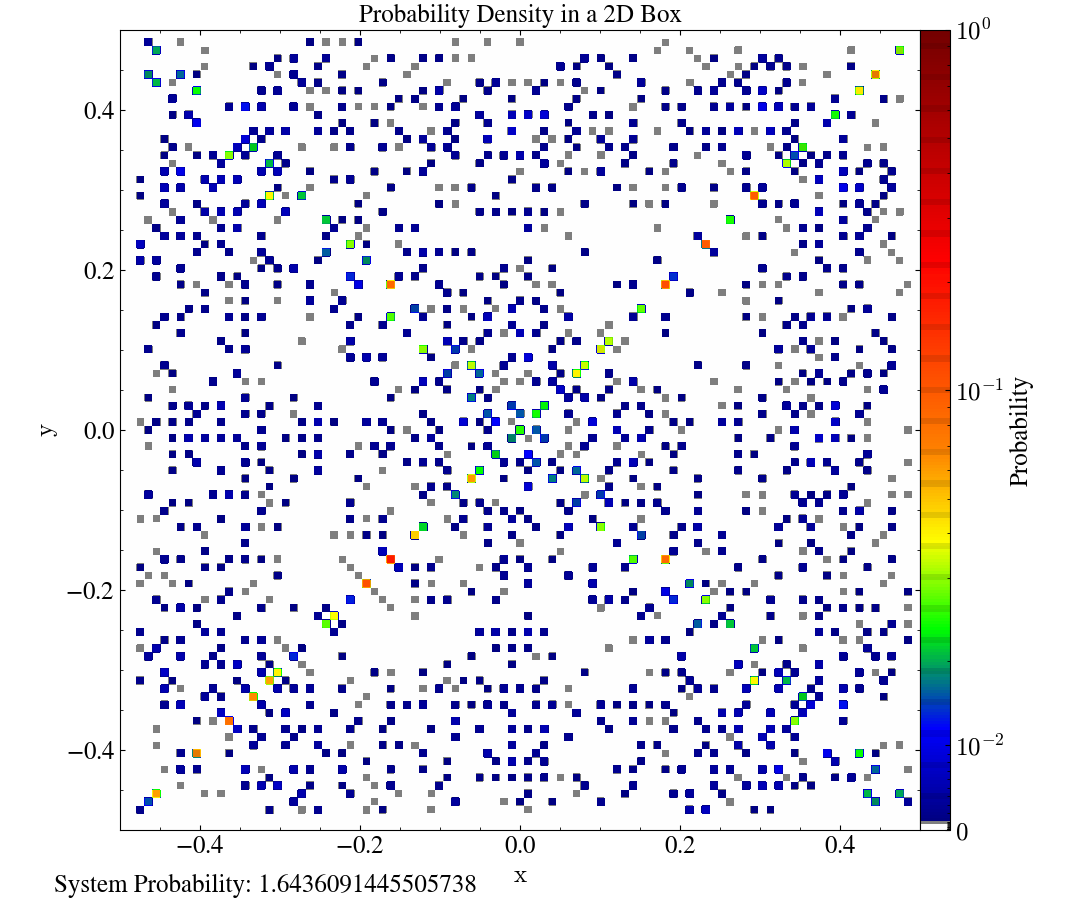 Probability Density in a 2D Box
10^0
10^{-1}
10^{-2}
0
Probability
0.4
0.2
0.0
−0.2
−0.4
y
−0.4 −0.2 0.0 0.2 0.4
x
System Probability: 1.6436091445505738